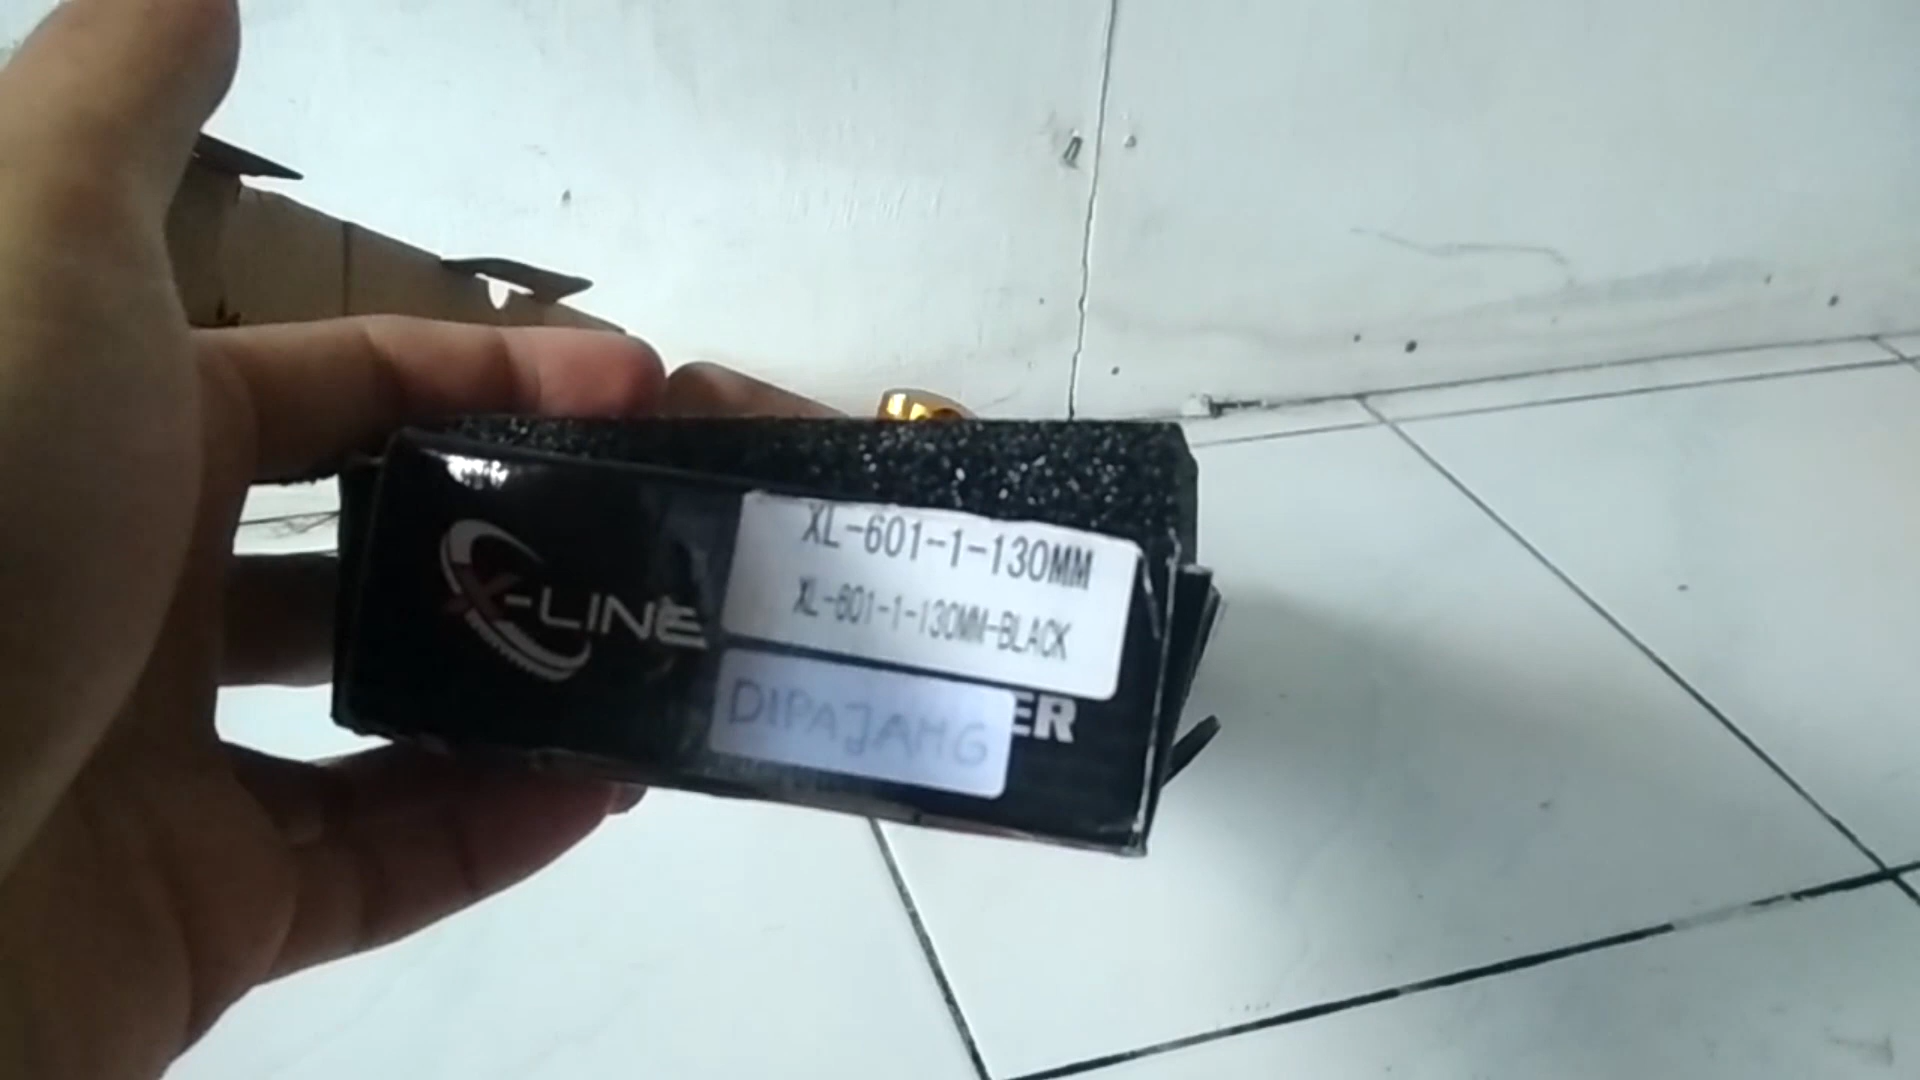 X-LINE
XL-601-1-130MM
XL-601-1-130MM-BLACK
DIPAJANG
ER